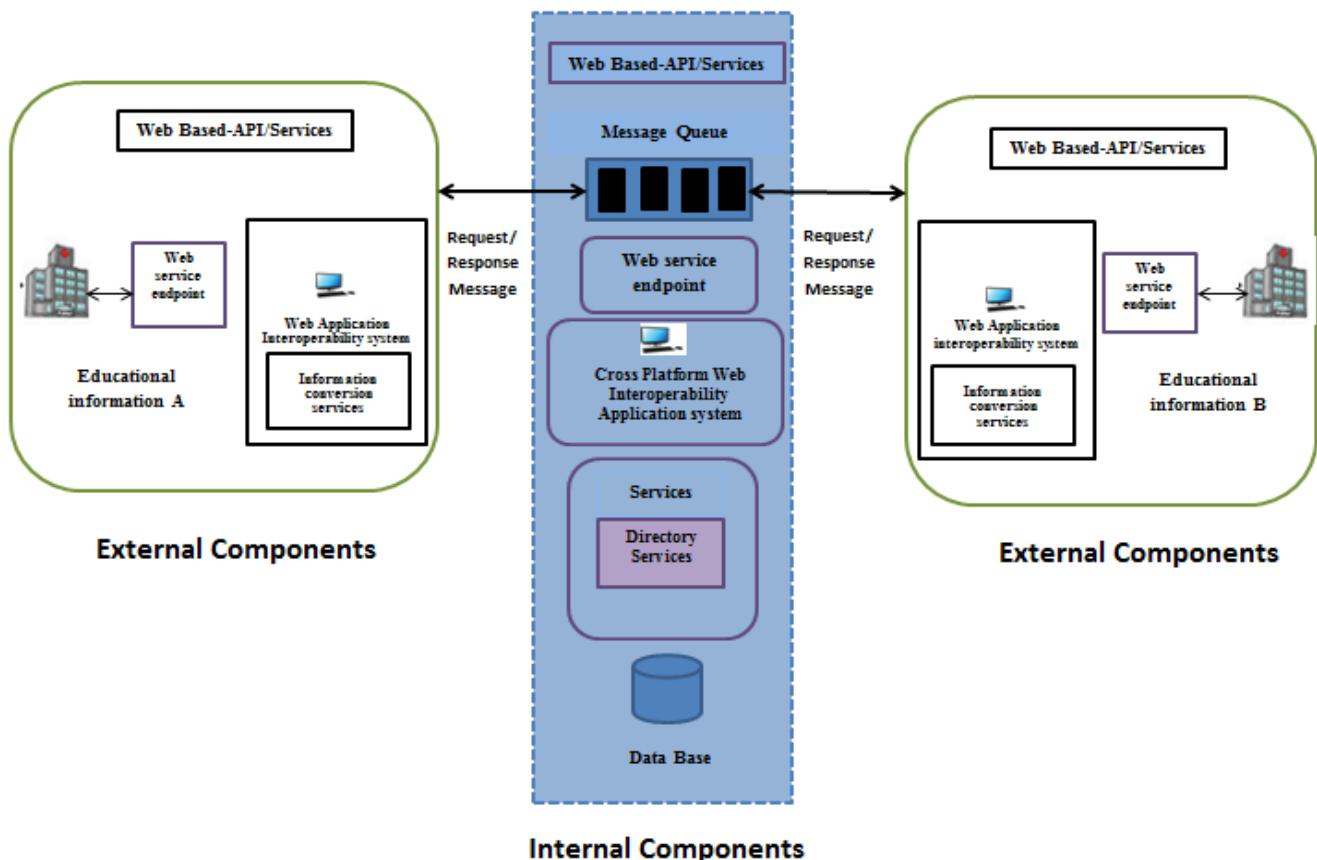 Web Based-API/Services
Web
service
endpoint
Educational
information A
Web Application
Interoperability system
Information
conversion
services
External Components
Request/
Response
Message
Web Based-API/Services
Message Queue
Web service
endpoint
Cross Platform Web
Interoperability
Application system
Services
Directory
Services
Data Base
Internal Components
Request/
Response
Message
Web Based-API/Services
Web Application
interoperability system
Information
conversion
services
Web
service
endpoint
Educational
information B
External Components